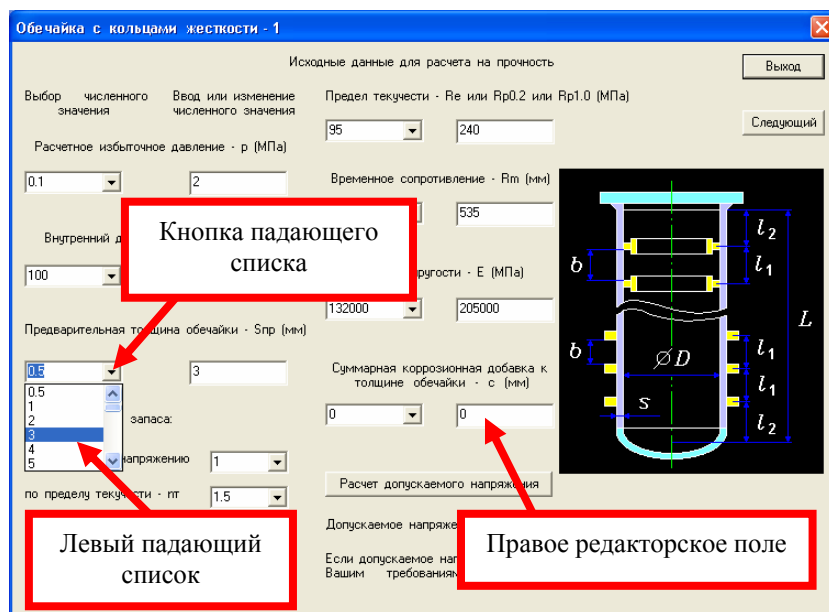 Обечайка с кольцами жесткости - 1
Исходные данные для расчета на прочность
Выход
Следующий
Выбор численного
значения
Ввод или изменение
численного значения
Расчетное избыточное давление - p (МПа)
0.1
2
Внутренний
100
Предварительная толщина обечайки - Sпр (мм)
0.5
3
0.5
1
2
3
4
5
запаса:
напряжению
1
по пределу текучести - nт
1.5
Предел текучести - Re или Rp0.2 или Rp1.0 (МПа)
95
240
Временное сопротивление - Rm (мм)
535
- E (МПа)
132000
205000
Суммарная коррозионная добавка к
толщине обечайки - c (мм)
0
0
Расчет допускаемого напряжения
Допускаемое
Если допускаемое
Вашим требованиям
Кнопка падающего
списка
Левый падающий
список
Правое редакторское поле
l2
b
l1
L
b
l1
ØD
l1
s
l2